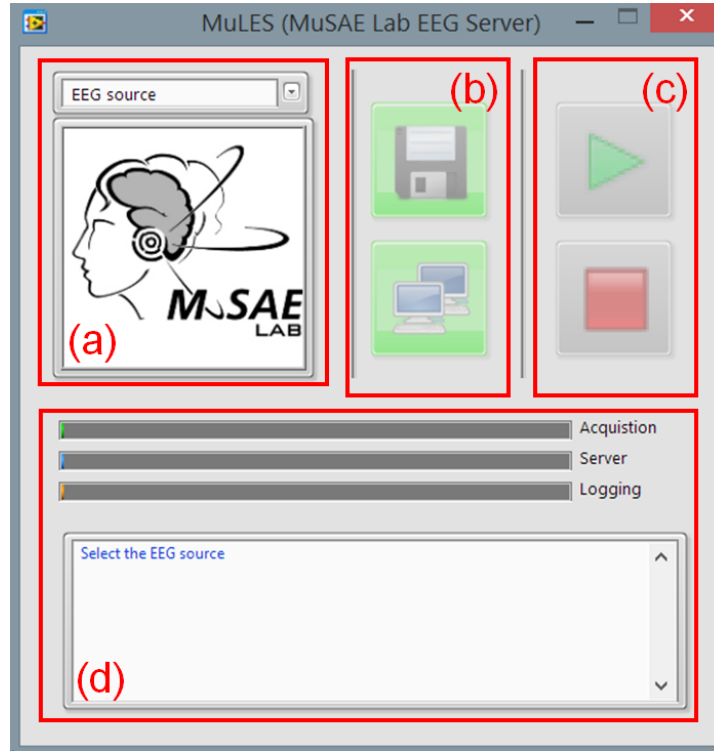 MuLES (MuSAE Lab EEG Server)
EEG source
MuSAE
LAB
(a)
(b)
(c)
Acquistion
Server
Logging
Select the EEG source
(d)